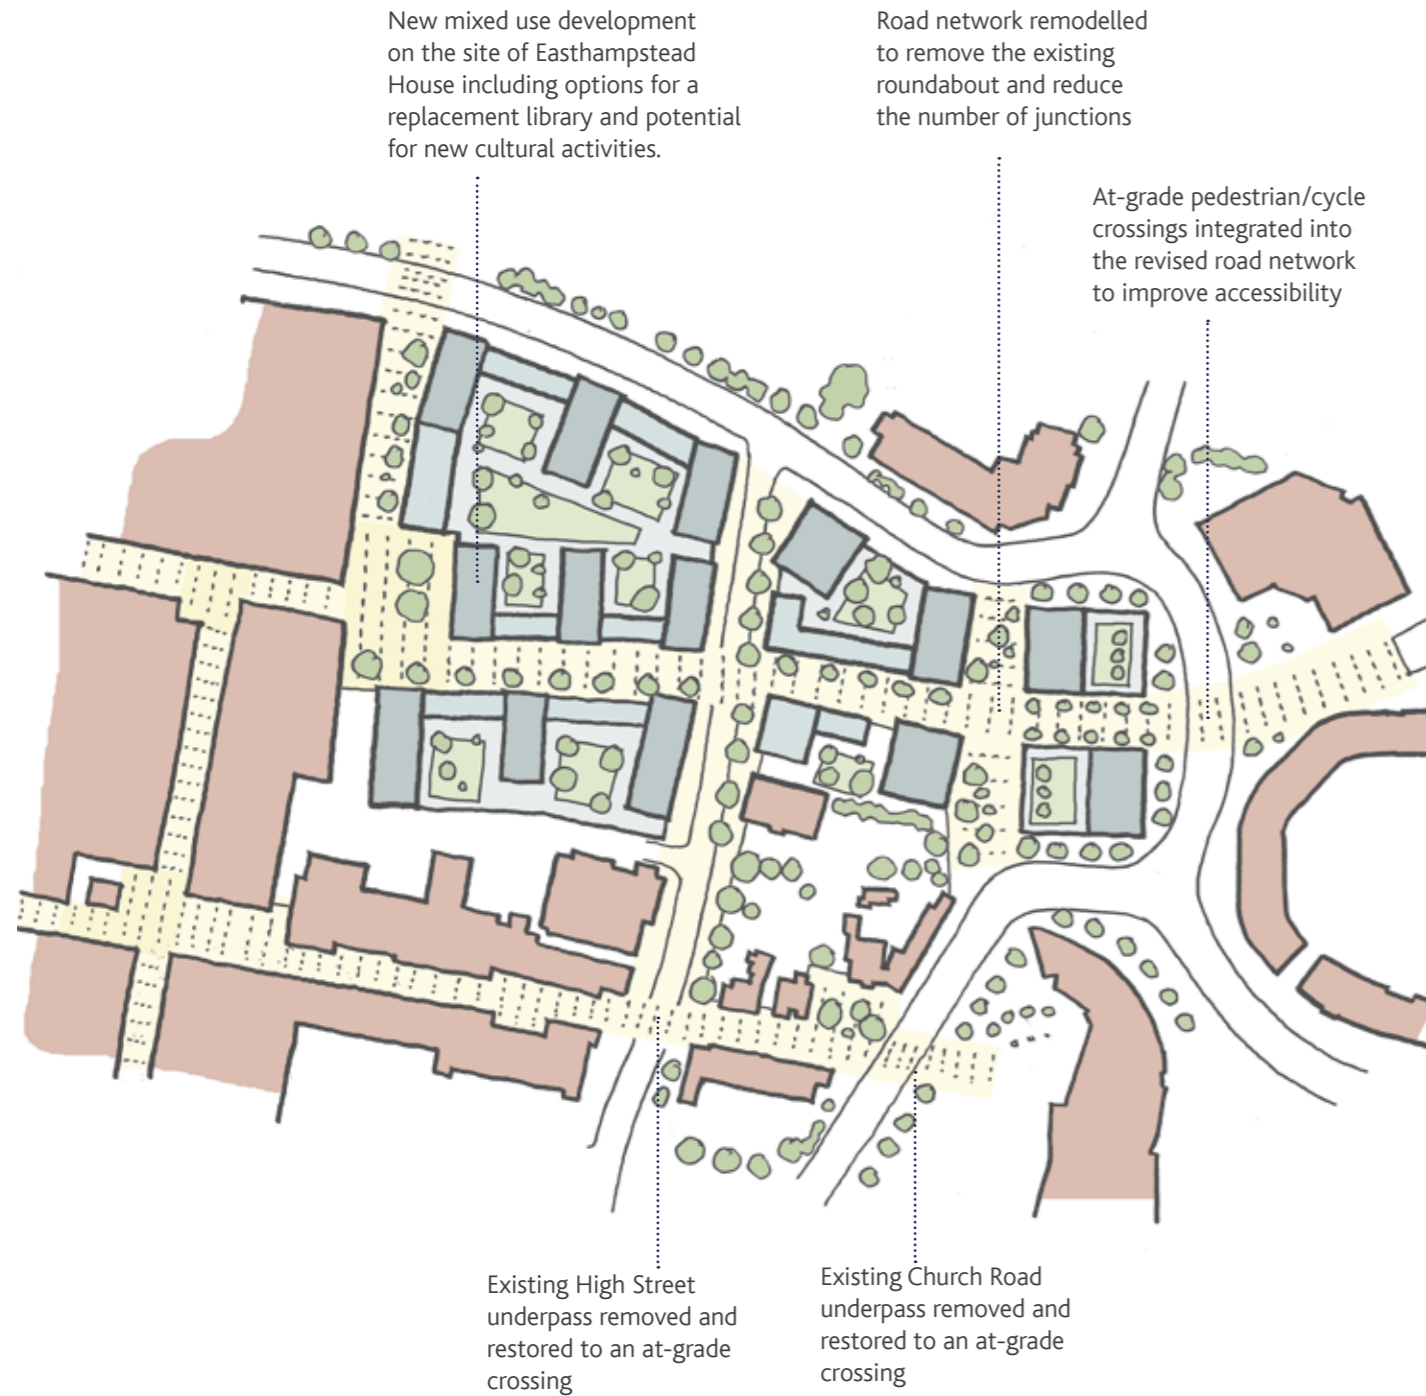 New mixed use development
on the site of Easthampstead
House including options for a
replacement library and potential
for new cultural activities.
Road network remodelled
to remove the existing
roundabout and reduce
the number of junctions
At-grade pedestrian/cycle
crossings integrated into
the revised road network
to improve accessibility
Existing High Street
underpass removed and
restored to an at-grade
crossing
Existing Church Road
underpass removed and
restored to an at-grade
crossing